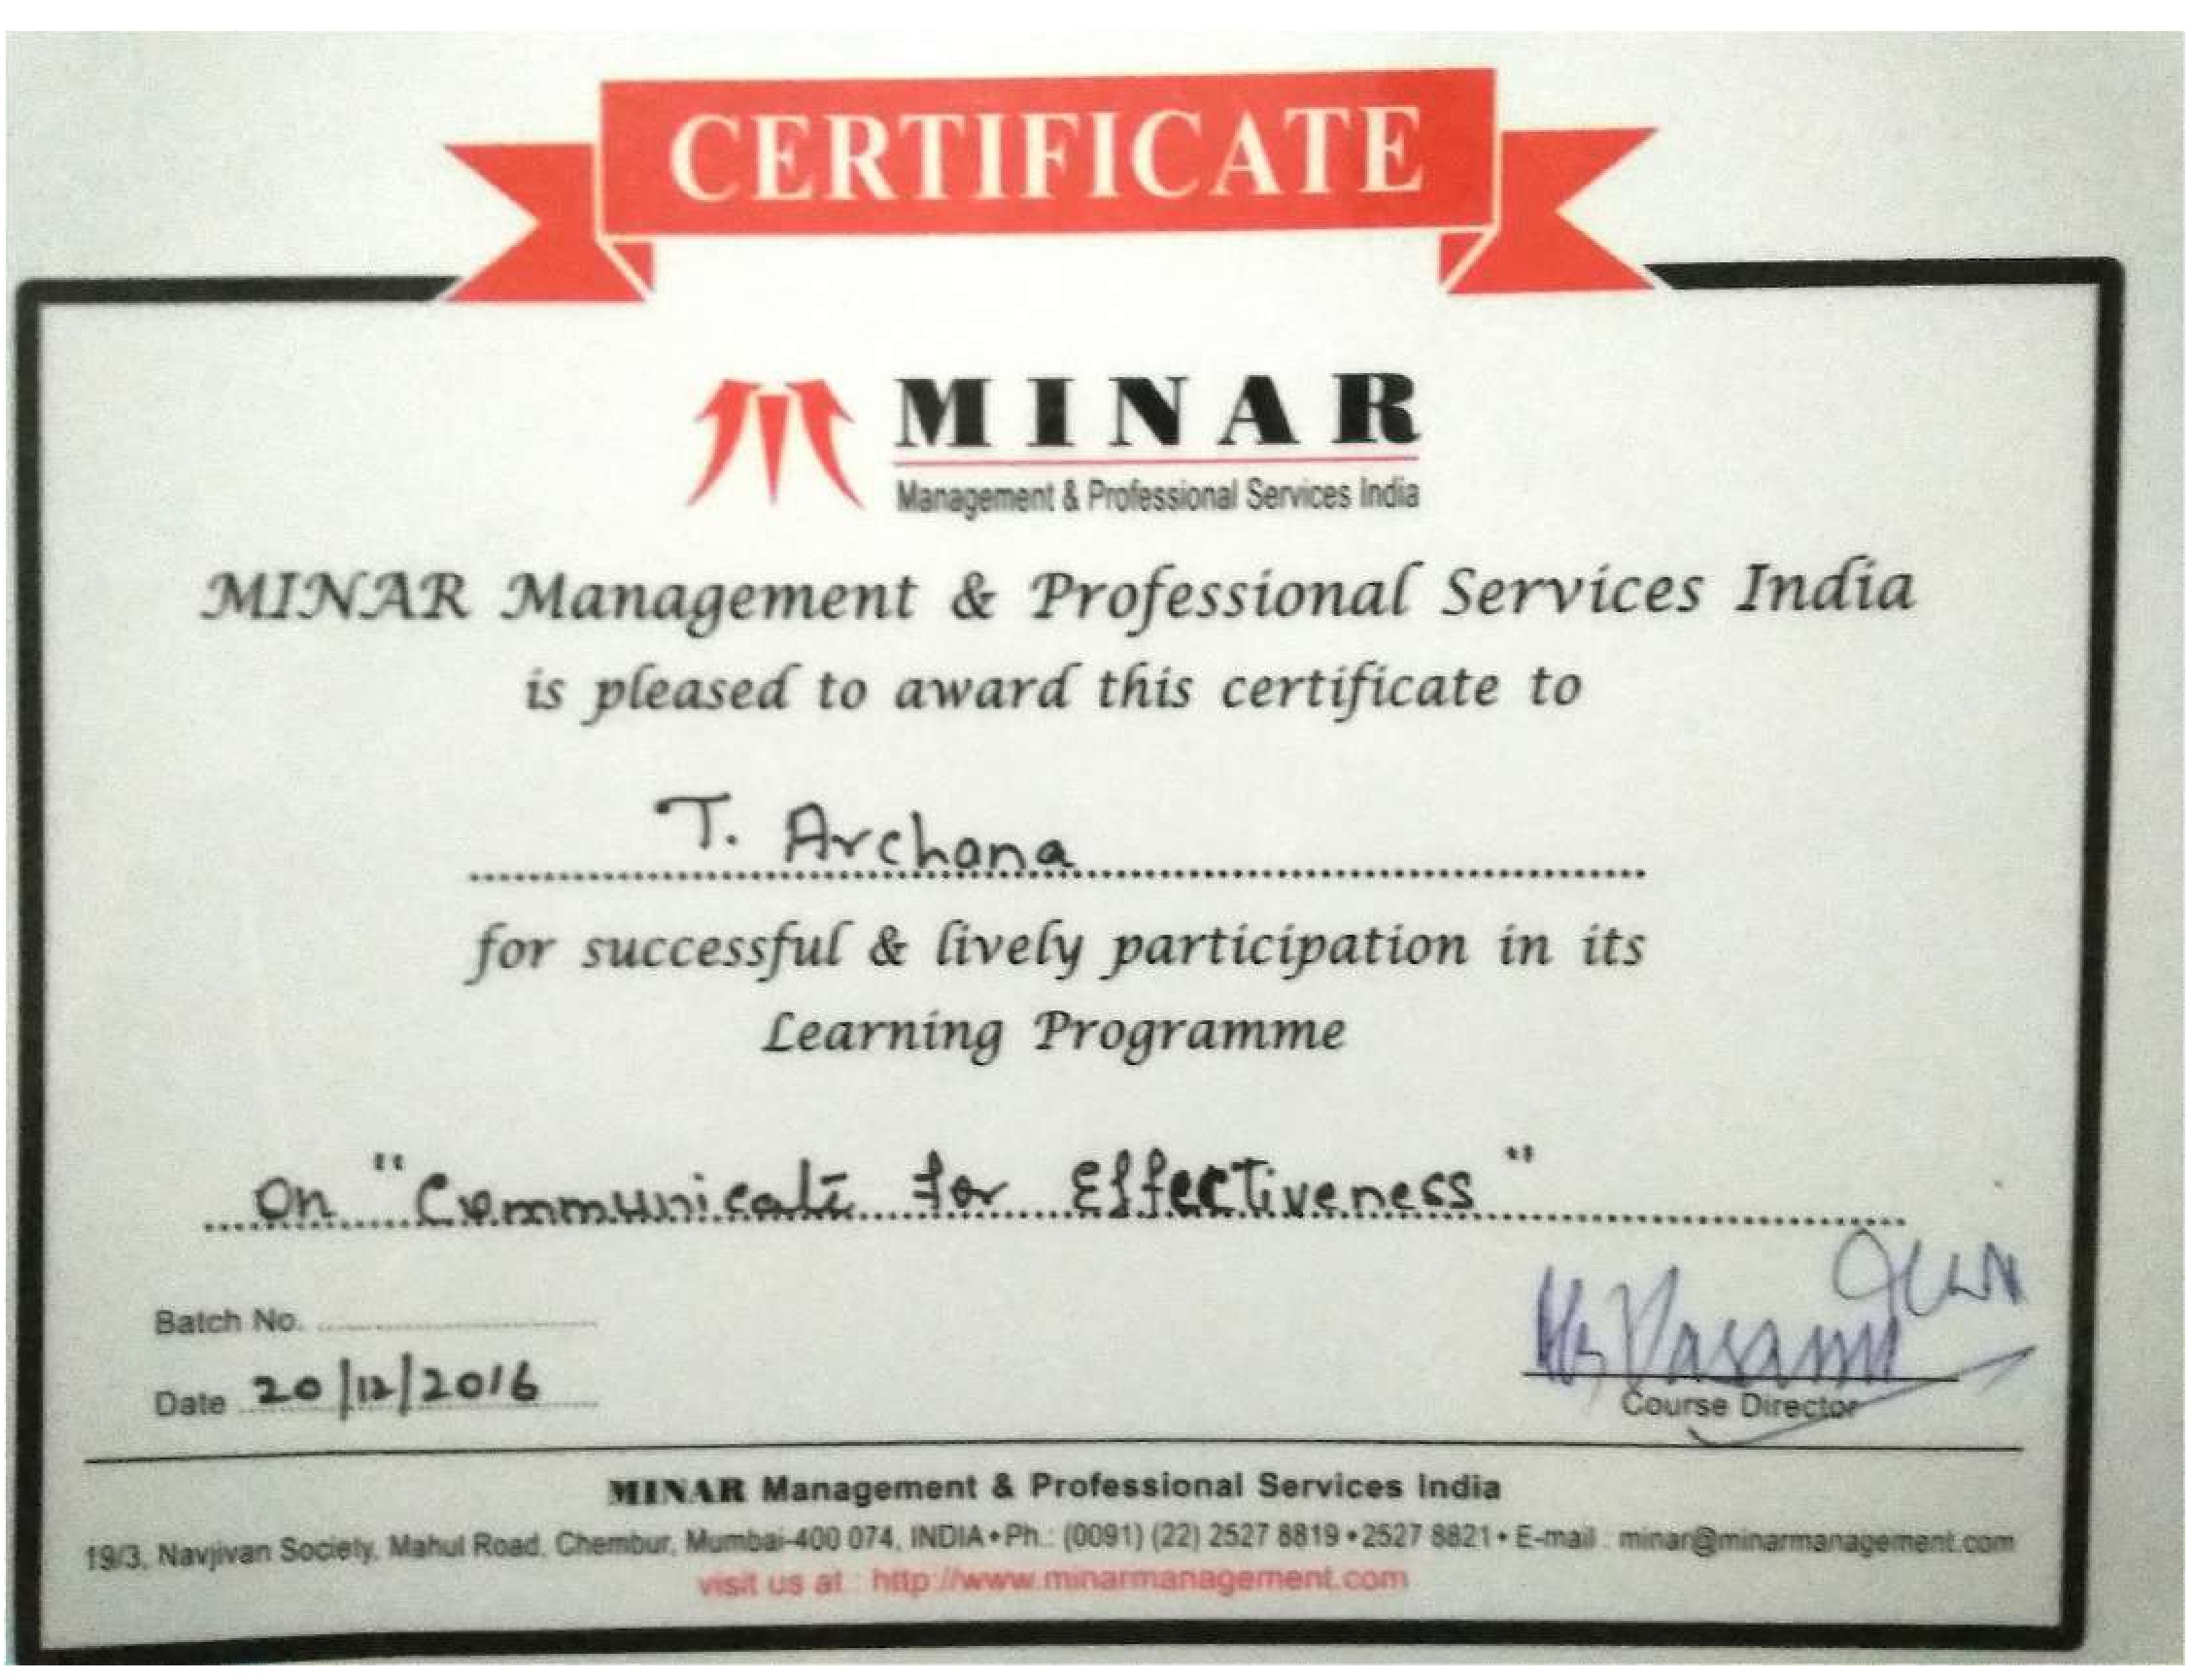 CERTIFICATE
MINAR
Management & Professional Services India
MINAR Management & Professional Services India
is pleased to award this certificate to
T. Archana
for successful & lively participation in its
Learning Programme
on "Communicate for Effectiveness"
Batch No.
Date 20/12/2016
Course Director
MINAR Management & Professional Services India
19/3, Navjivan Society, Mahul Road, Chembur, Mumbai-400 074, INDIA • Ph.: (0091) (22) 2527 8819 • 2527 8821 • E-mail : minar@minarmanagement.com
visit us at : http://www.minarmanagement.com